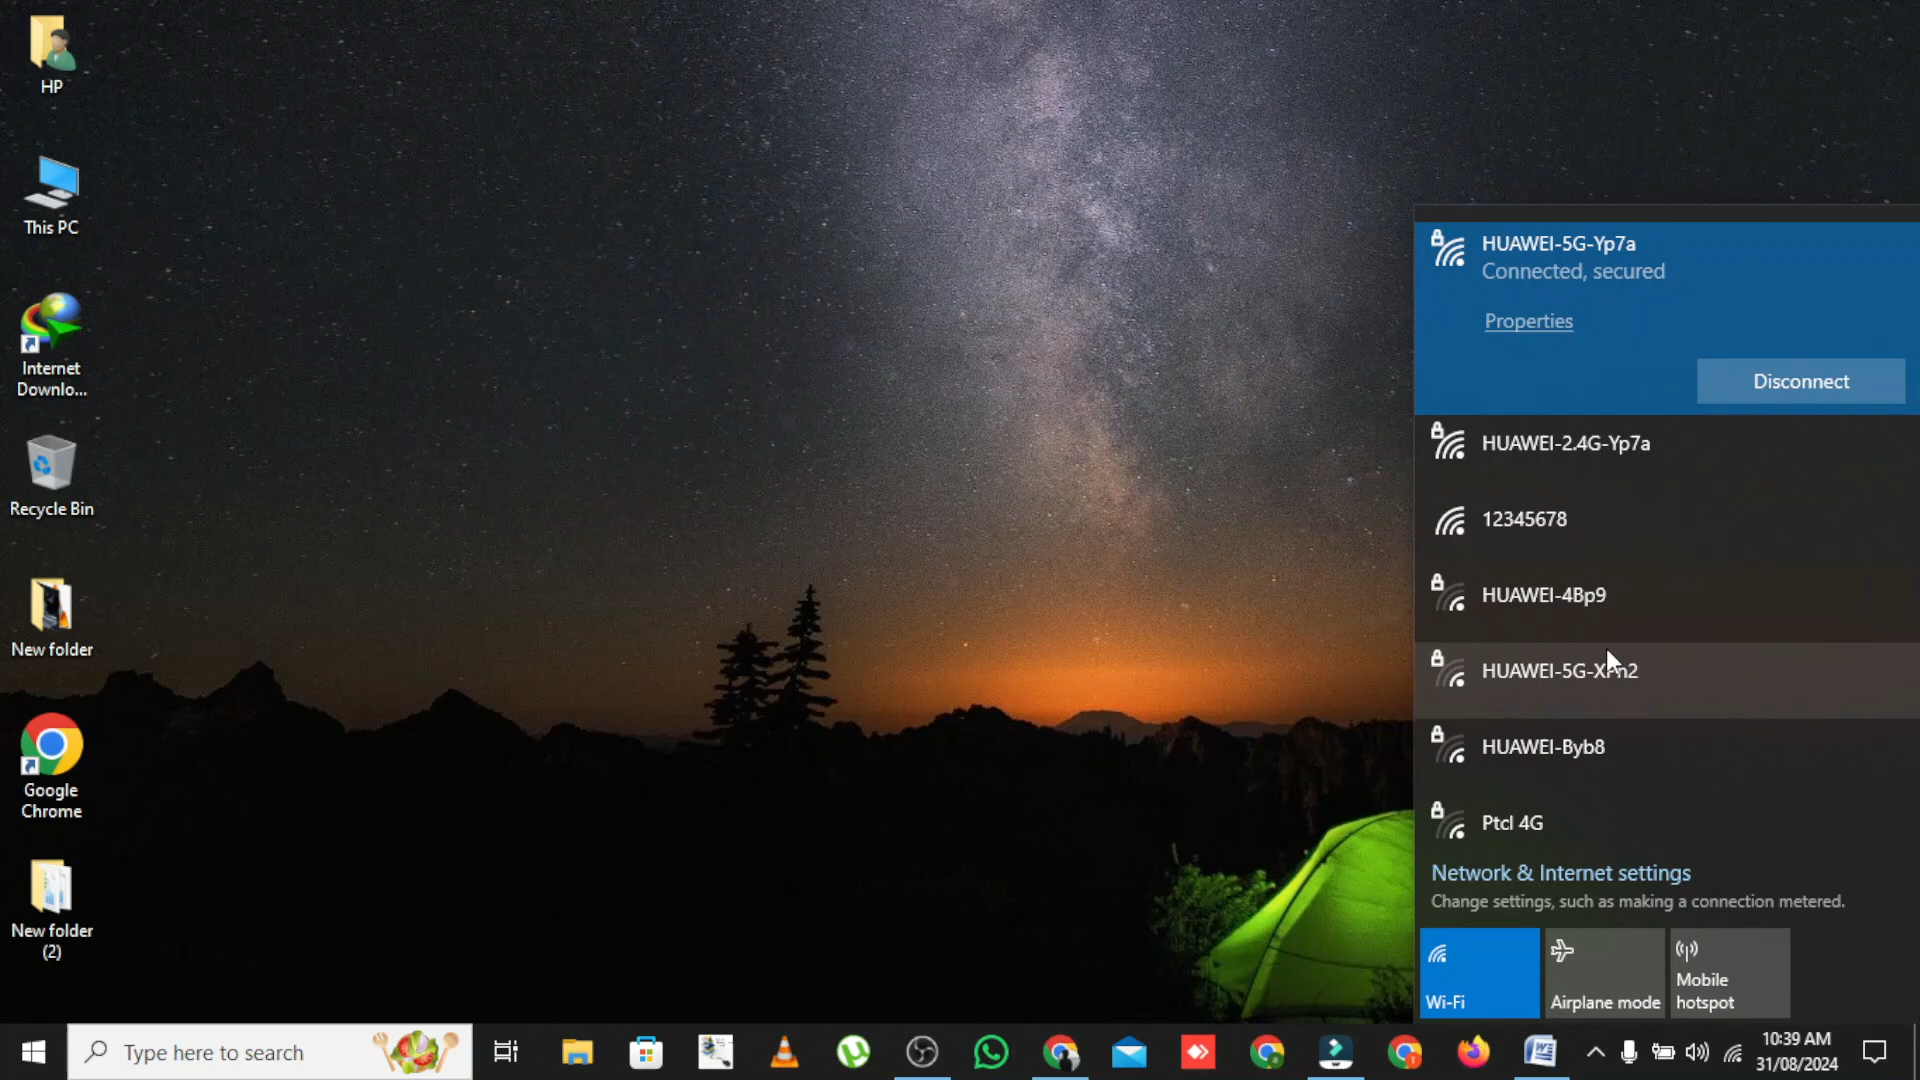 HP
This PC
Internet
Downlo...
Recycle Bin
New folder
Google
Chrome
New folder
(2)
HUAWEI-5G-Yp7a
Connected, secured
Properties
Disconnect
HUAWEI-2.4G-Yp7a
12345678
HUAWEI-4Bp9
HUAWEI-Byb8
Ptcl 4G
Network & Internet settings
Change settings, such as making a connection metered.
Wi-Fi
Airplane mode
Mobile
hotspot
Type here to search
10:39 AM
31/08/2024